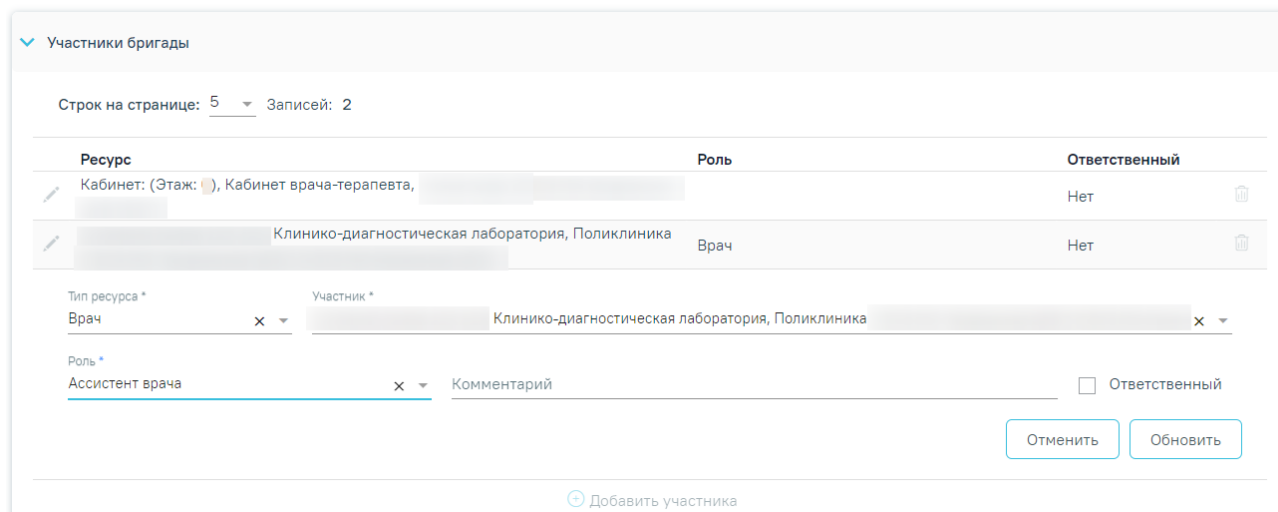 Участники бригады
Строк на странице: 5 Записей: 2
Ресурс Роль Ответственный
Кабинет: (Этаж: ), Кабинет врача-терапевта,
Нет
Клинико-диагностическая лаборатория, Поликлиника
Врач Нет
Тип ресурса * Участник *
Врач Клинико-диагностическая лаборатория, Поликлиника
Роль *
Ассистент врача Комментарий Ответственный
Отменить Обновить
Добавить участника